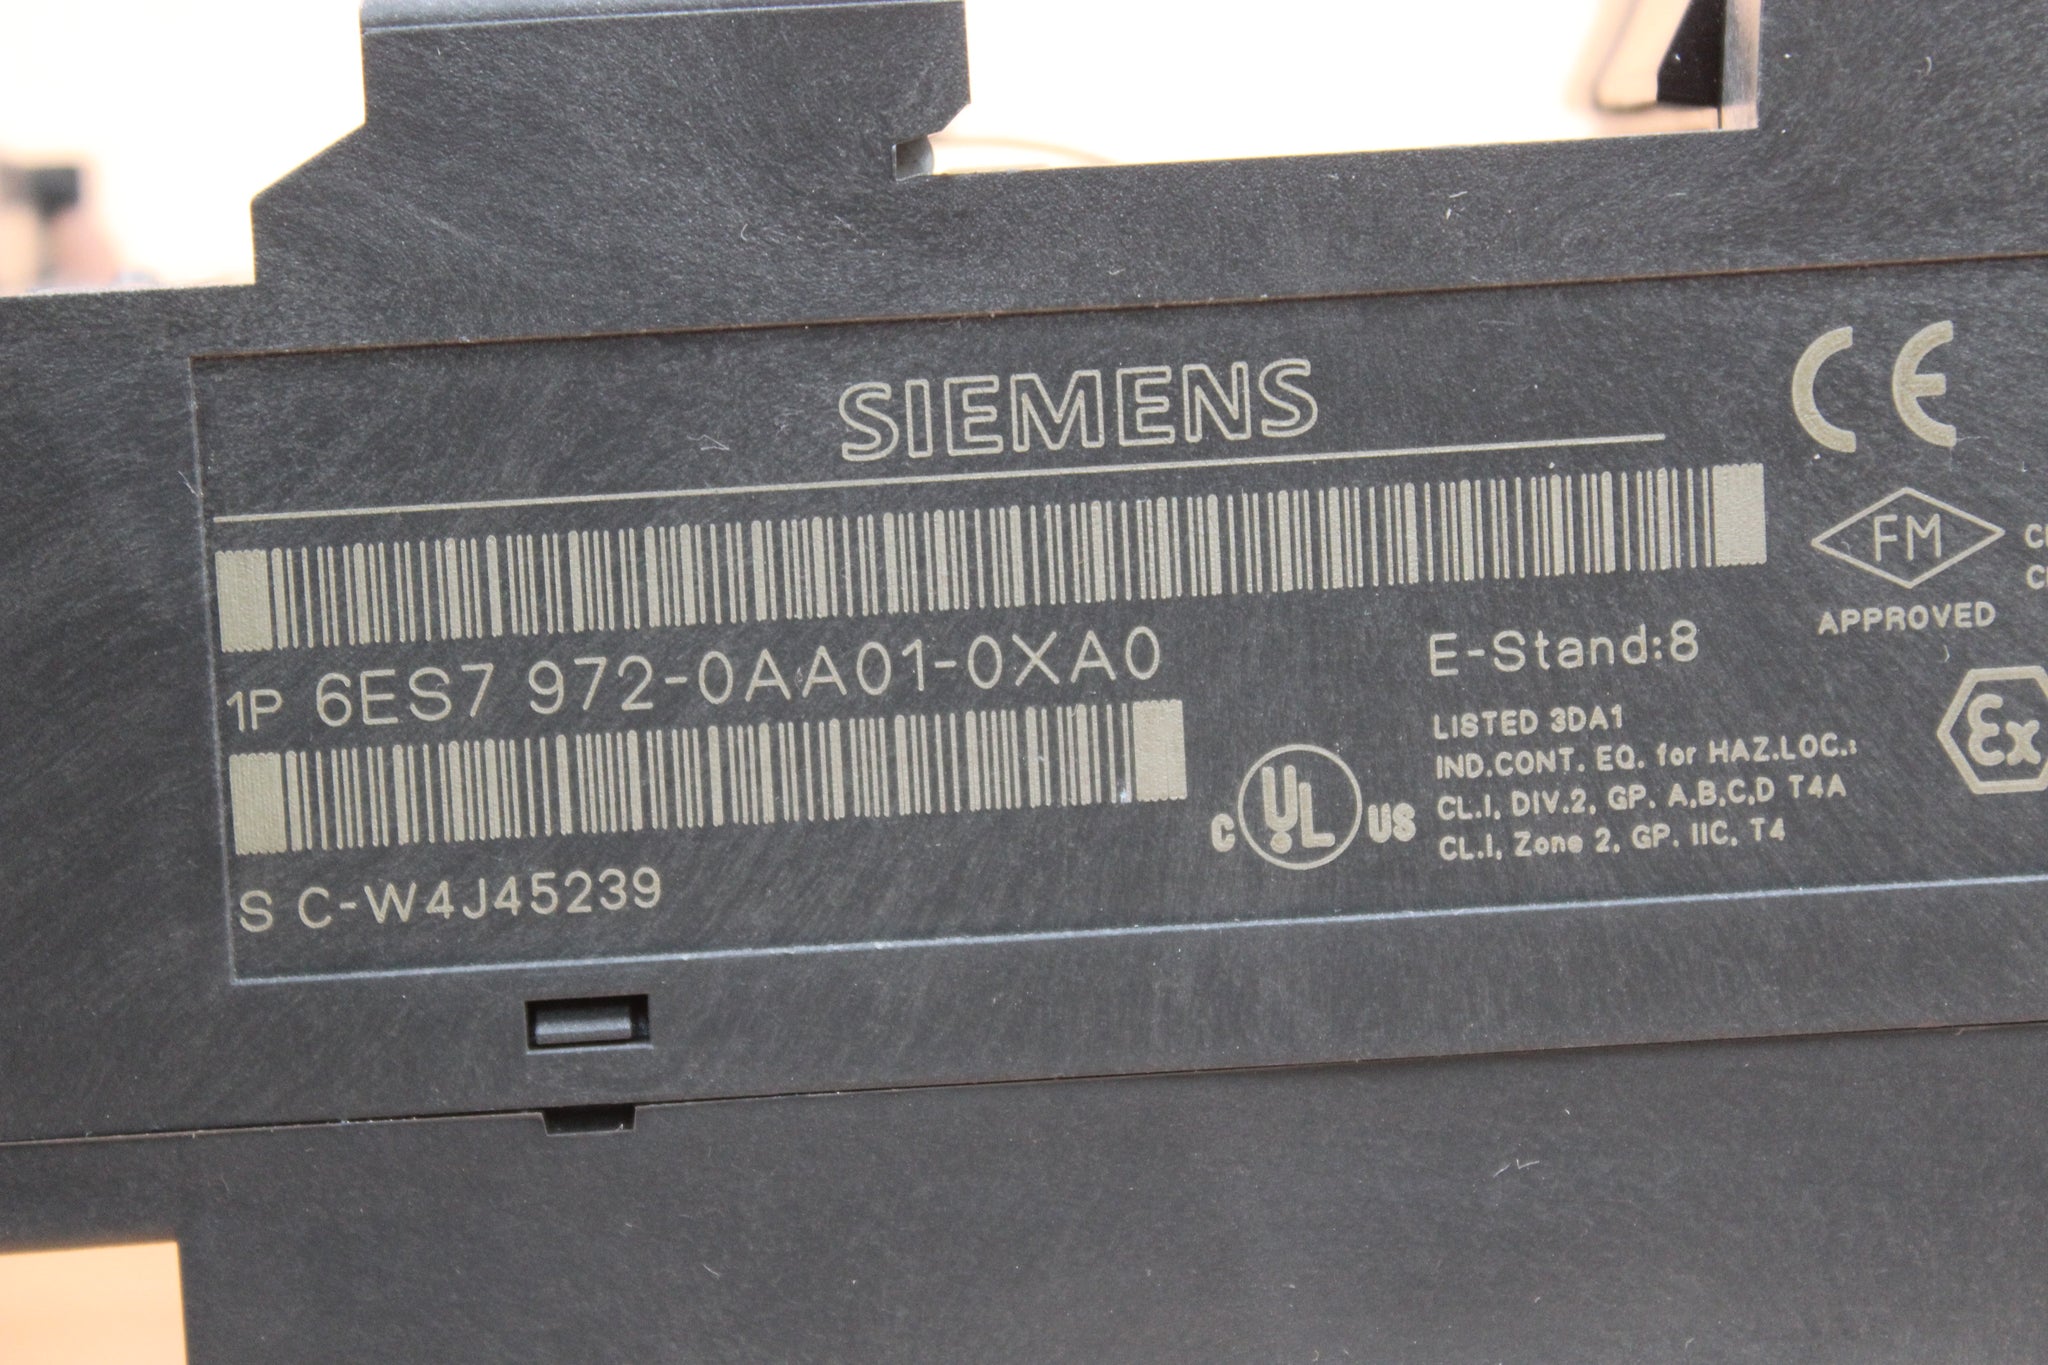 SIEMENS
CE
FM
APPROVED
1P 6ES7 972-0AA01-0XA0
E-Stand:8
LISTED 3DA1
IND.CONT. EQ. for HAZ.LOC.:
CL.I, DIV.2, GP. A,B,C,D T4A
CL.I, Zone 2, GP. IIC, T4
C UL US
Ex
S C-W4J45239